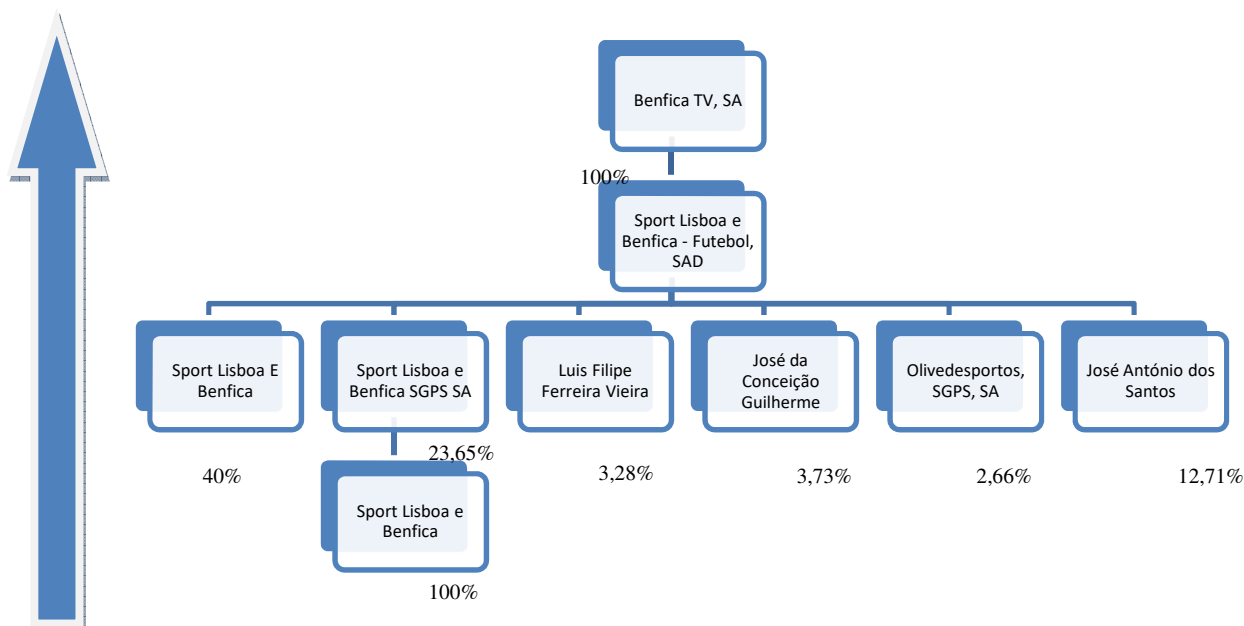 Benfica TV, SA
100%
Sport Lisboa e
Benfica - Futebol,
SAD
Sport Lisboa E
Benfica
40%
Sport Lisboa e
Benfica SGPS SA
23,65%
Luis Filipe
Ferreira Vieira
3,28%
José da
Conceição
Guilherme
3,73%
Olivedesportos,
SGPS, SA
2,66%
José António dos
Santos
12,71%
Sport Lisboa e
Benfica
100%